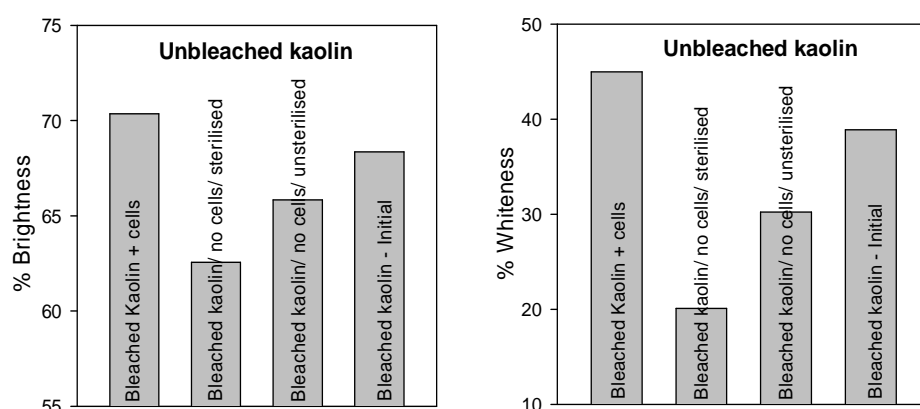 75
70
65
60
55
% Brightness
Unbleached kaolin
Bleached Kaolin + cells
Bleached kaolin/ no cells/ sterilised
Bleached kaolin/ no cells/ unsterilised
Bleached kaolin - Initial
50
40
30
20
10
% Whiteness
Unbleached kaolin
Bleached Kaolin + cells
Bleached kaolin/ no cells/ sterilised
Bleached kaolin/ no cells/ unsterilised
Bleached kaolin - Initial